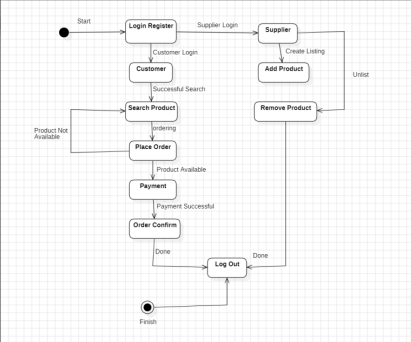 Start
Login Register
Supplier Login
Supplier
Customer Login
Create Listing
Customer
Add Product
Unlist
Successful Search
Search Product
Remove Product
ordering
Product Not
Available
Place Order
Product Available
Payment
Payment Successful
Order Confirm
Done
Done
Log Out
Finish